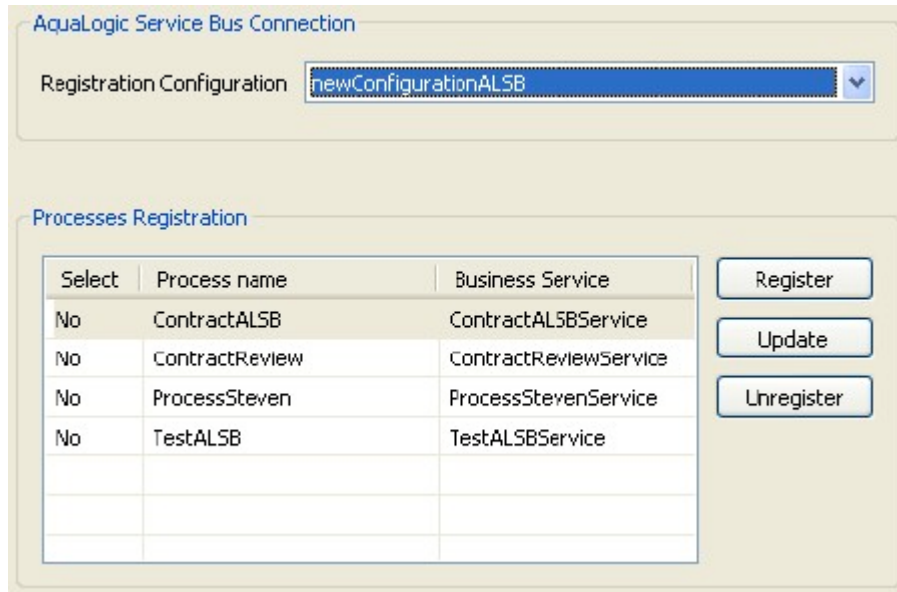 AquaLogic Service Bus Connection
Registration Configuration newConfigurationALSB
Processes Registration
Select Process name Business Service
No ContractALSB ContractALSBService
No ContractReview ContractReviewService
No ProcessSteven ProcessStevenService
No TestALSB TestALSBService
Register
Update
Unregister